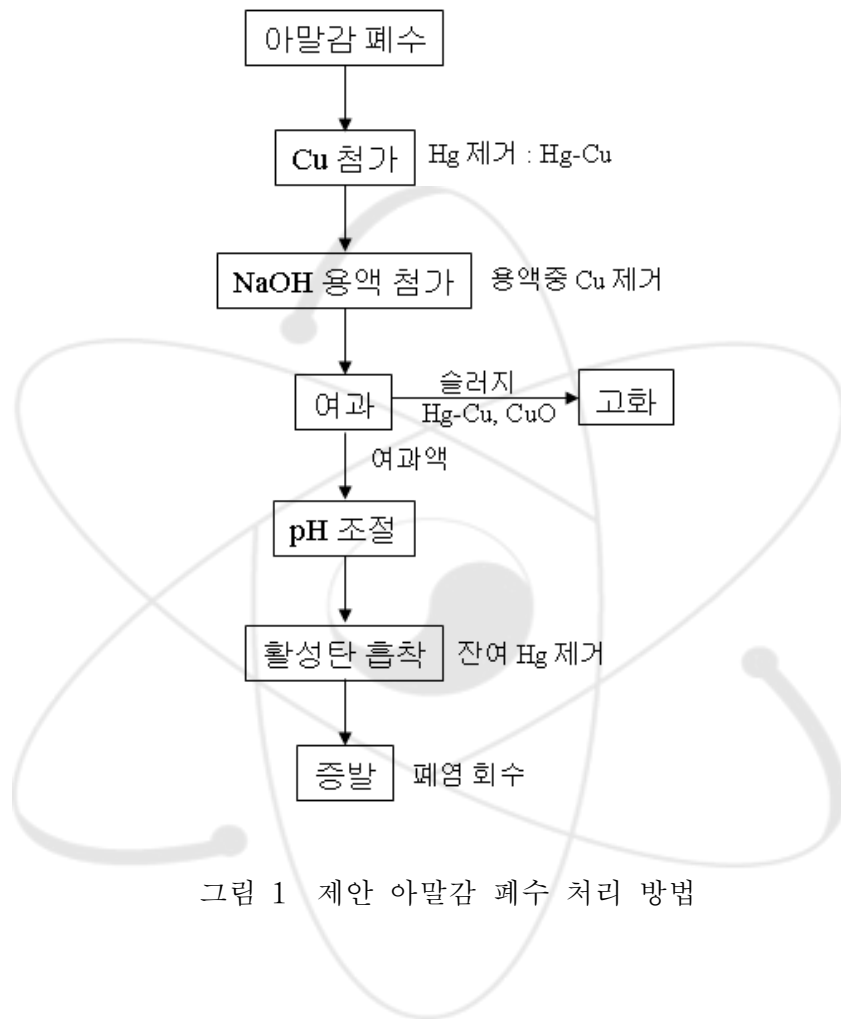 아말감 폐수
Cu 첨가 Hg 제거 : Hg-Cu
NaOH 용액 첨가 용액중 Cu 제거
슬러지
여과 고화
Hg-Cu, CuO
여과액
pH 조절
활성탄 흡착 잔여 Hg 제거
증발 폐염 회수
그림 1 제안 아말감 폐수 처리 방법